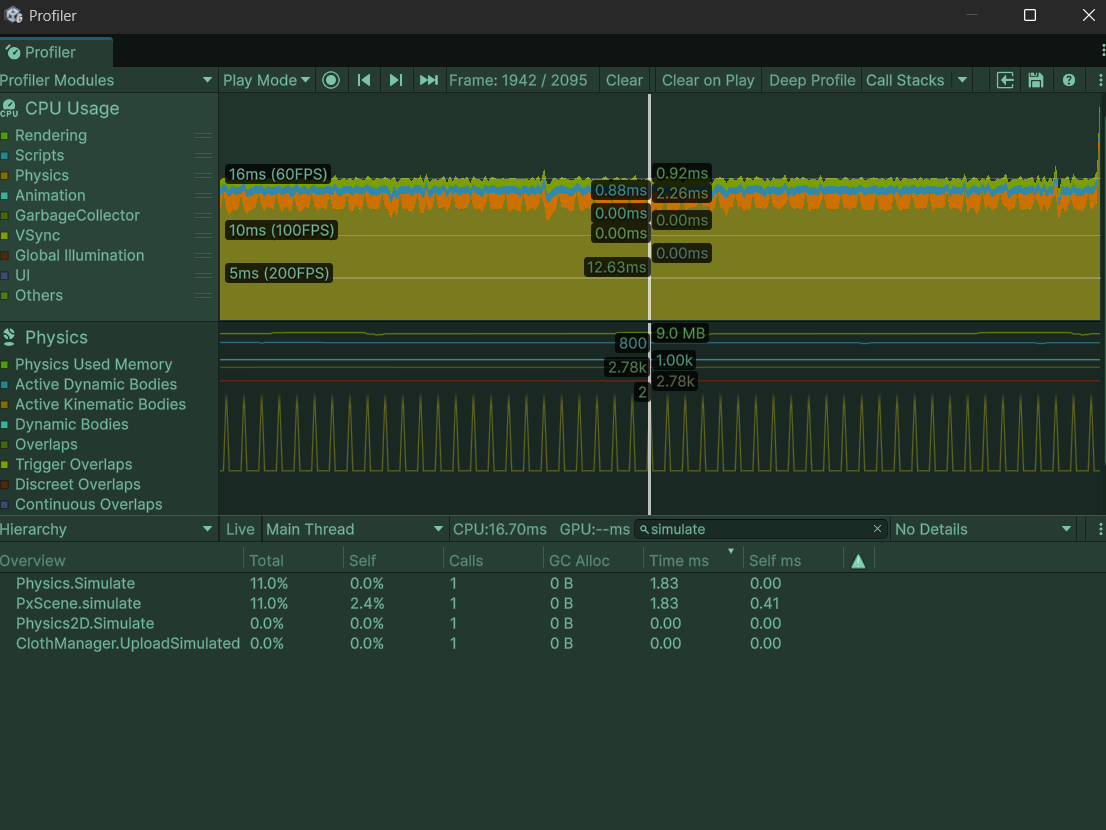 Profiler
Profiler
Profiler Modules Play Mode Frame: 1942 / 2095 Clear Clear on Play Deep Profile Call Stacks
CPU Usage
Rendering
Scripts
Physics
Animation
GarbageCollector
VSync
Global Illumination
UI
Others
16ms (60FPS)
10ms (100FPS)
5ms (200FPS)
0.92ms
0.88ms 2.26ms
0.00ms 0.00ms
0.00ms
0.00ms
12.63ms
Physics
Physics Used Memory
Active Dynamic Bodies
Active Kinematic Bodies
Dynamic Bodies
Overlaps
Trigger Overlaps
Discreet Overlaps
Continuous Overlaps
9.0 MB
800
1.00k
2.78k
2.78k
2
Hierarchy Live Main Thread CPU:16.70ms GPU:--ms simulate No Details
Overview Total Self Calls GC Alloc Time ms Self ms
Physics.Simulate 11.0% 0.0% 1 0 B 1.83 0.00
PxScene.simulate 11.0% 2.4% 1 0 B 1.83 0.41
Physics2D.Simulate 0.0% 0.0% 1 0 B 0.00 0.00
ClothManager.UploadSimulated 0.0% 0.0% 1 0 B 0.00 0.00